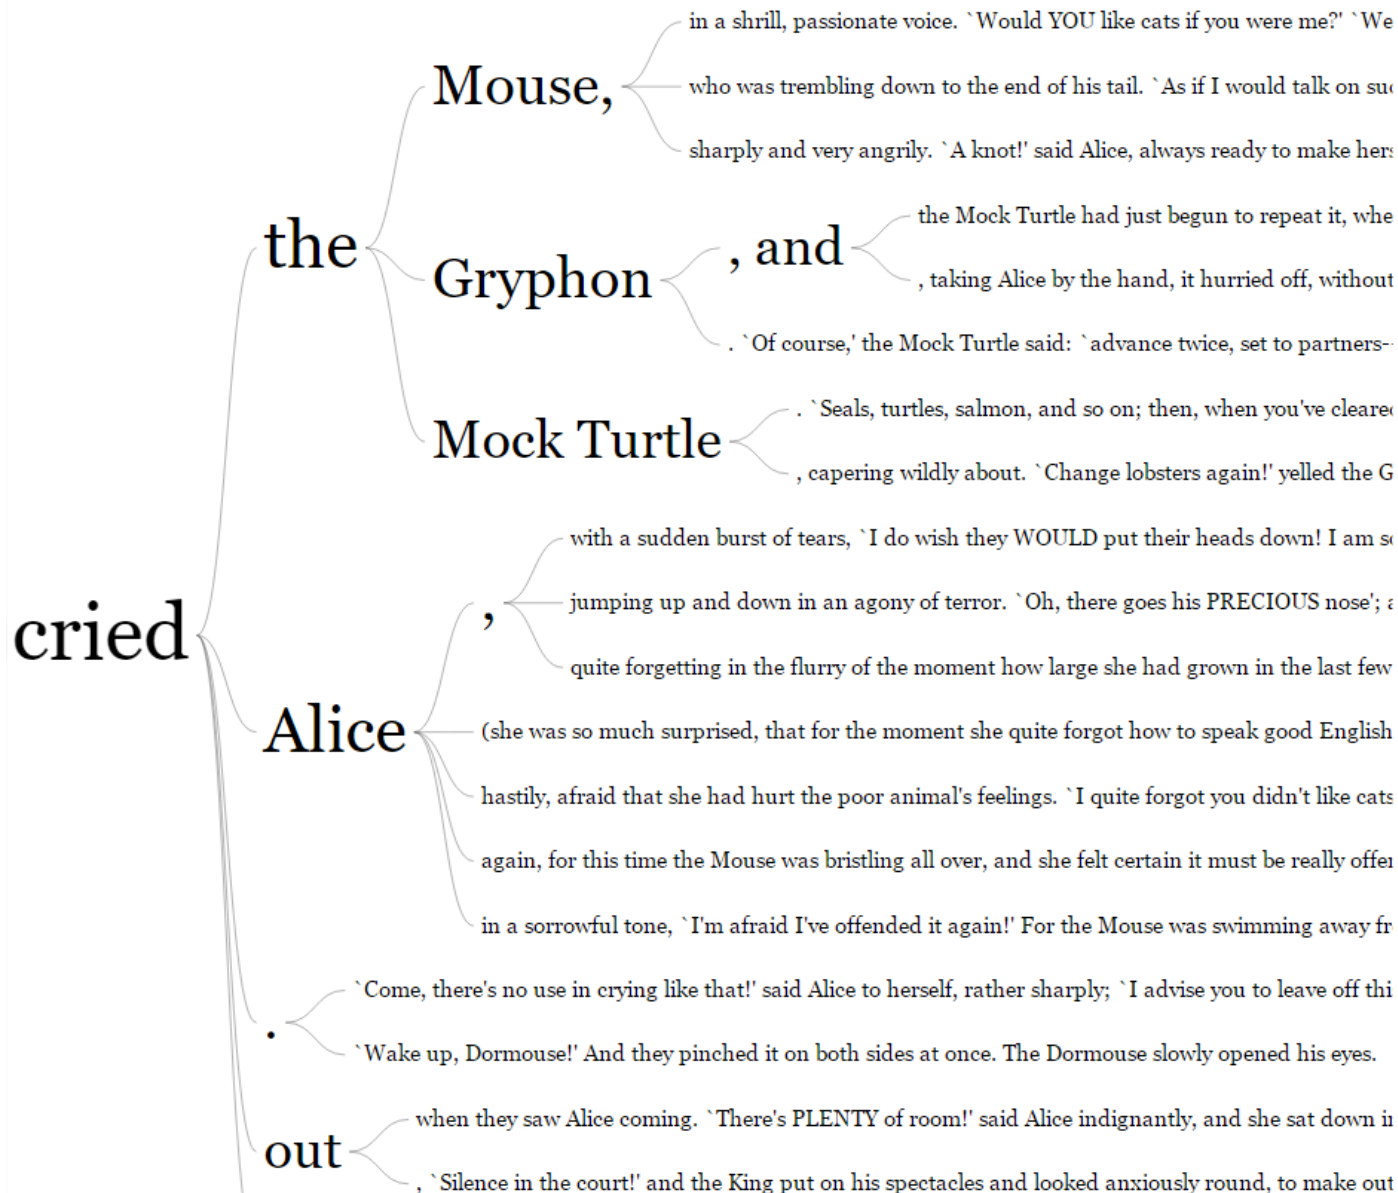 in a shrill, passionate voice. `Would YOU like cats if you were me?' `We
Mouse,
who was trembling down to the end of his tail. `As if I would talk on
sharply and very angrily. `A knot!' said Alice, always ready to make
the Mock Turtle had just begun to repeat it,
the
, and
Gryphon
, taking Alice by the hand, it hurried off, without
. `Of course,' the Mock Turtle said: `advance twice, set to partners-
. `Seals, turtles, salmon, and so on; then, when you've
Mock Turtle
, capering wildly about. `Change lobsters again!' yelled the G
with a sudden burst of tears, `I do wish they WOULD put their heads down! I am
,
jumping up and down in an agony of terror. `Oh, there goes his PRECIOUS nose';
cried
quite forgetting in the flurry of the moment how large she had grown in the last few
Alice
(she was so much surprised, that for the moment she quite forgot how to speak good English
hastily, afraid that she had hurt the poor animal's feelings. `I quite forgot you didn't like cats
again, for this time the Mouse was bristling all over, and she felt certain it must be really
in a sorrowful tone, `I'm afraid I've offended it again!' For the Mouse was swimming away
`Come, there's no use in crying like that!' said Alice to herself, rather sharply; `I advise you to leave off
.
`Wake up, Dormouse!' And they pinched it on both sides at once. The Dormouse slowly opened his eyes.
when they saw Alice coming. `There's PLENTY of room!' said Alice indignantly, and she sat down
out
, `Silence in the court!' and the King put on his spectacles and looked anxiously round, to make out